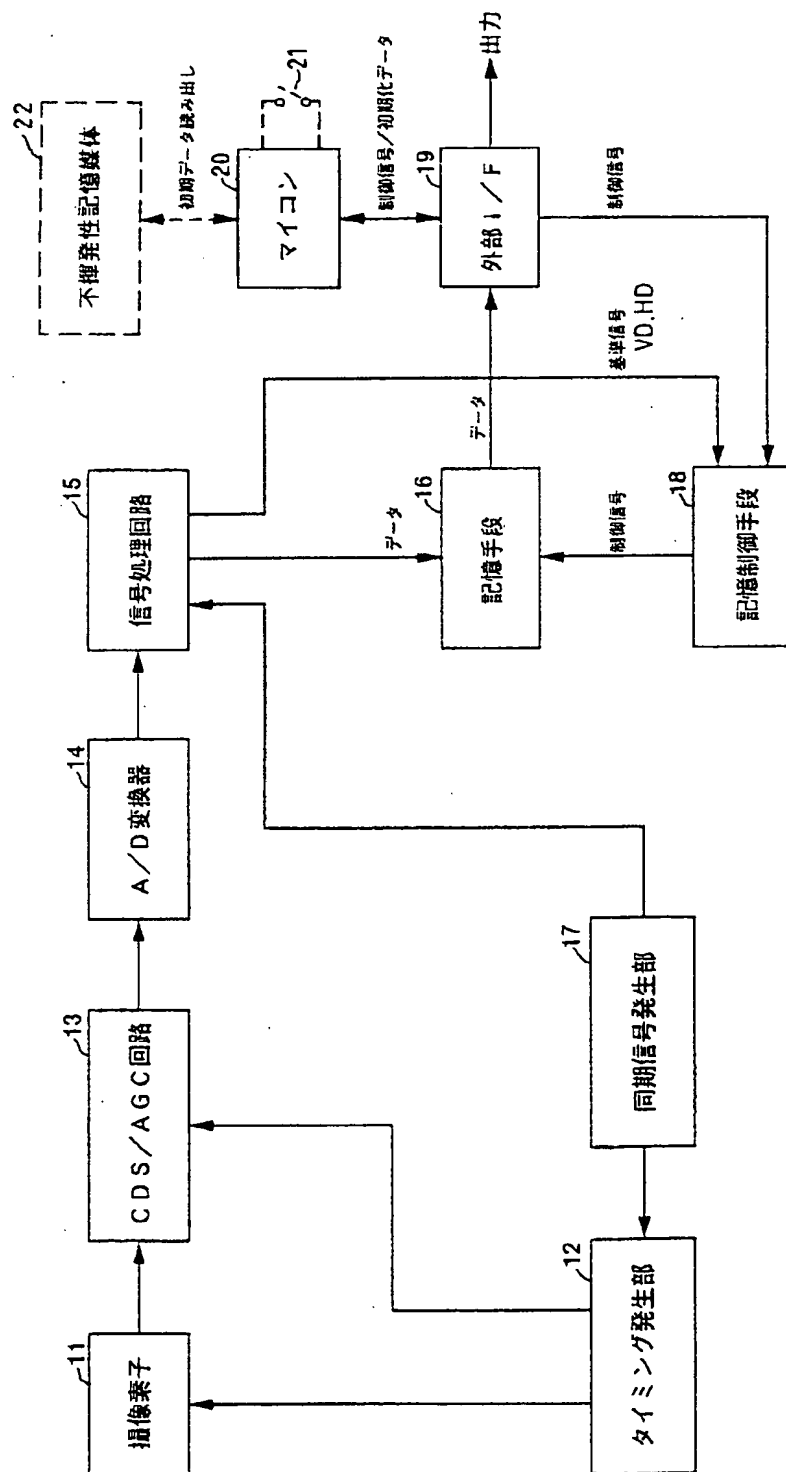 11
撮像素子
13
CDS/AGC回路
14
A/D変換器
15
信号処理回路
22
不揮発性記憶媒体
初期データ読み出し
20
マイコン
21
制御信号/初期化データ
19
外部I/F
出力
制御信号
基準信号
VD.HD
データ
データ
16
記憶手段
制御信号
18
記憶制御手段
12
タイミング発生部
17
同期信号発生部